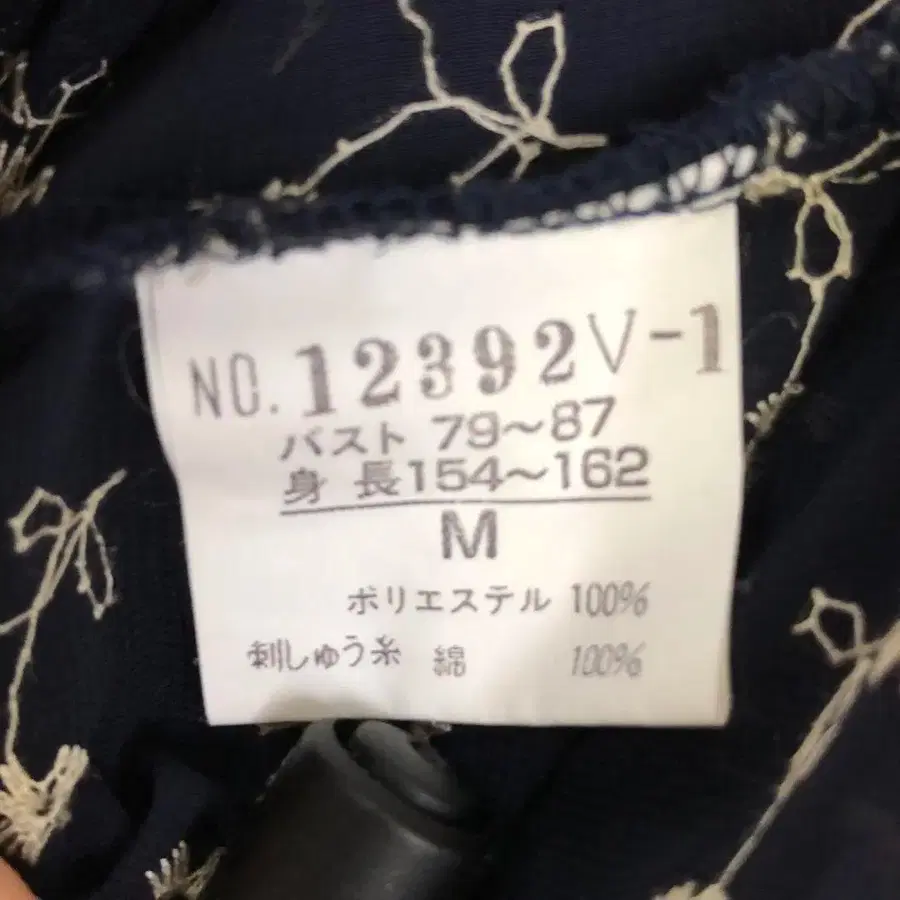 NO. 12392V-1
バスト 79～87
身 長154～162
M
ポリエステル 100%
刺しゅう糸 綿 100%